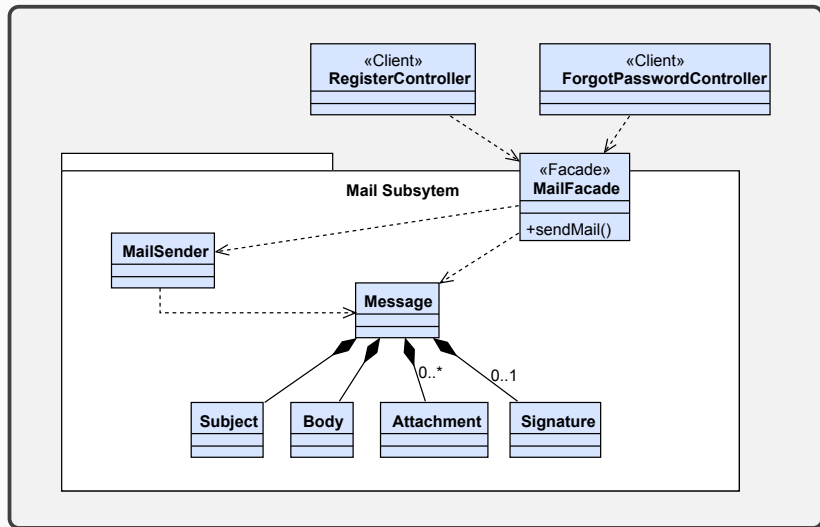 «Client»
RegisterController
«Client»
ForgotPasswordController
«Facade»
MailFacade
+sendMail()
Mail Subsytem
MailSender
Message
0..*
0..1
Subject
Body
Attachment
Signature